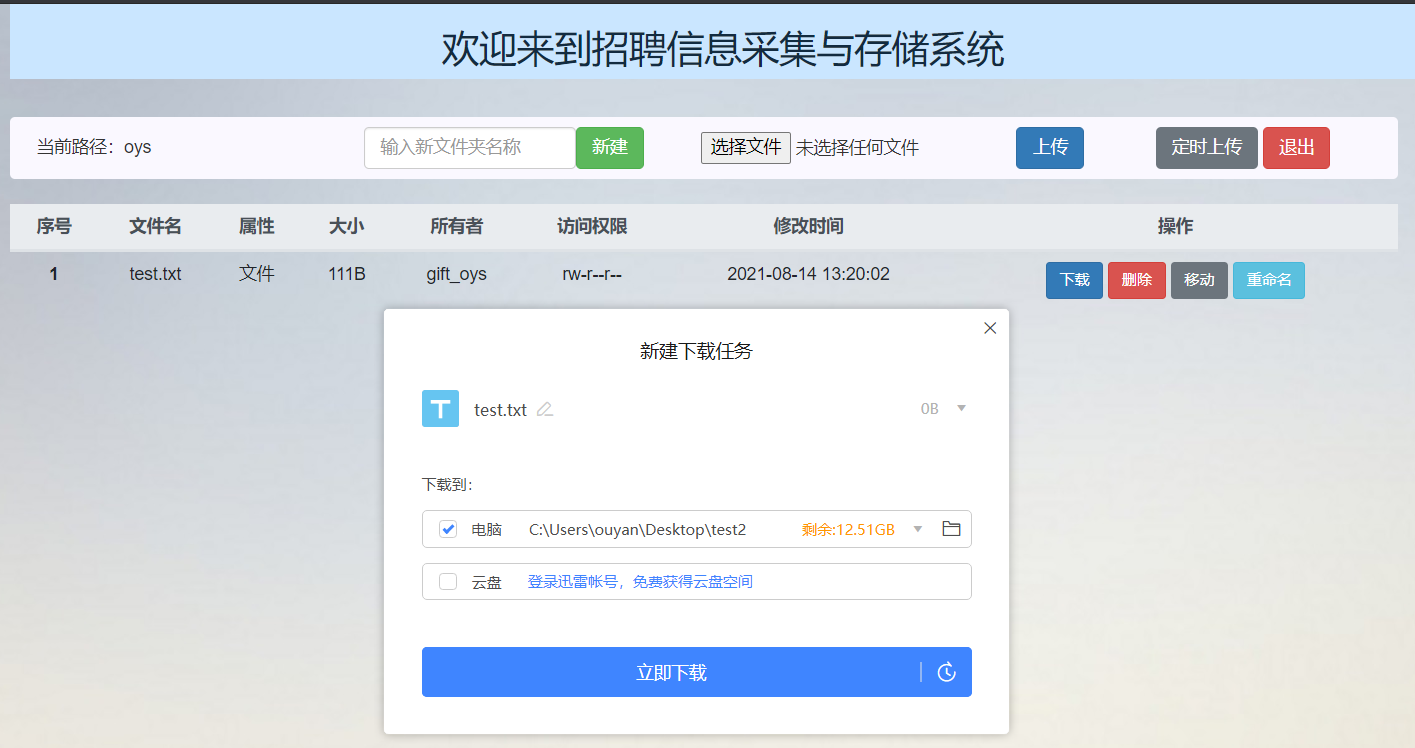 欢迎来到招聘信息采集与存储系统
当前路径：oys 输入新文件夹名称 新建 选择文件 未选择任何文件 上传 定时上传 退出
序号 文件名 属性 大小 所有者 访问权限 修改时间 操作
1 test.txt 文件 111B gift_oys rw-r--r-- 2021-08-14 13:20:02 下载 删除 移动 重命名
新建下载任务
test.txt 0B
下载到：
电脑 C:\Users\ouyan\Desktop\test2 剩余:12.51GB
云盘 登录迅雷帐号，免费获得云盘空间
立即下载